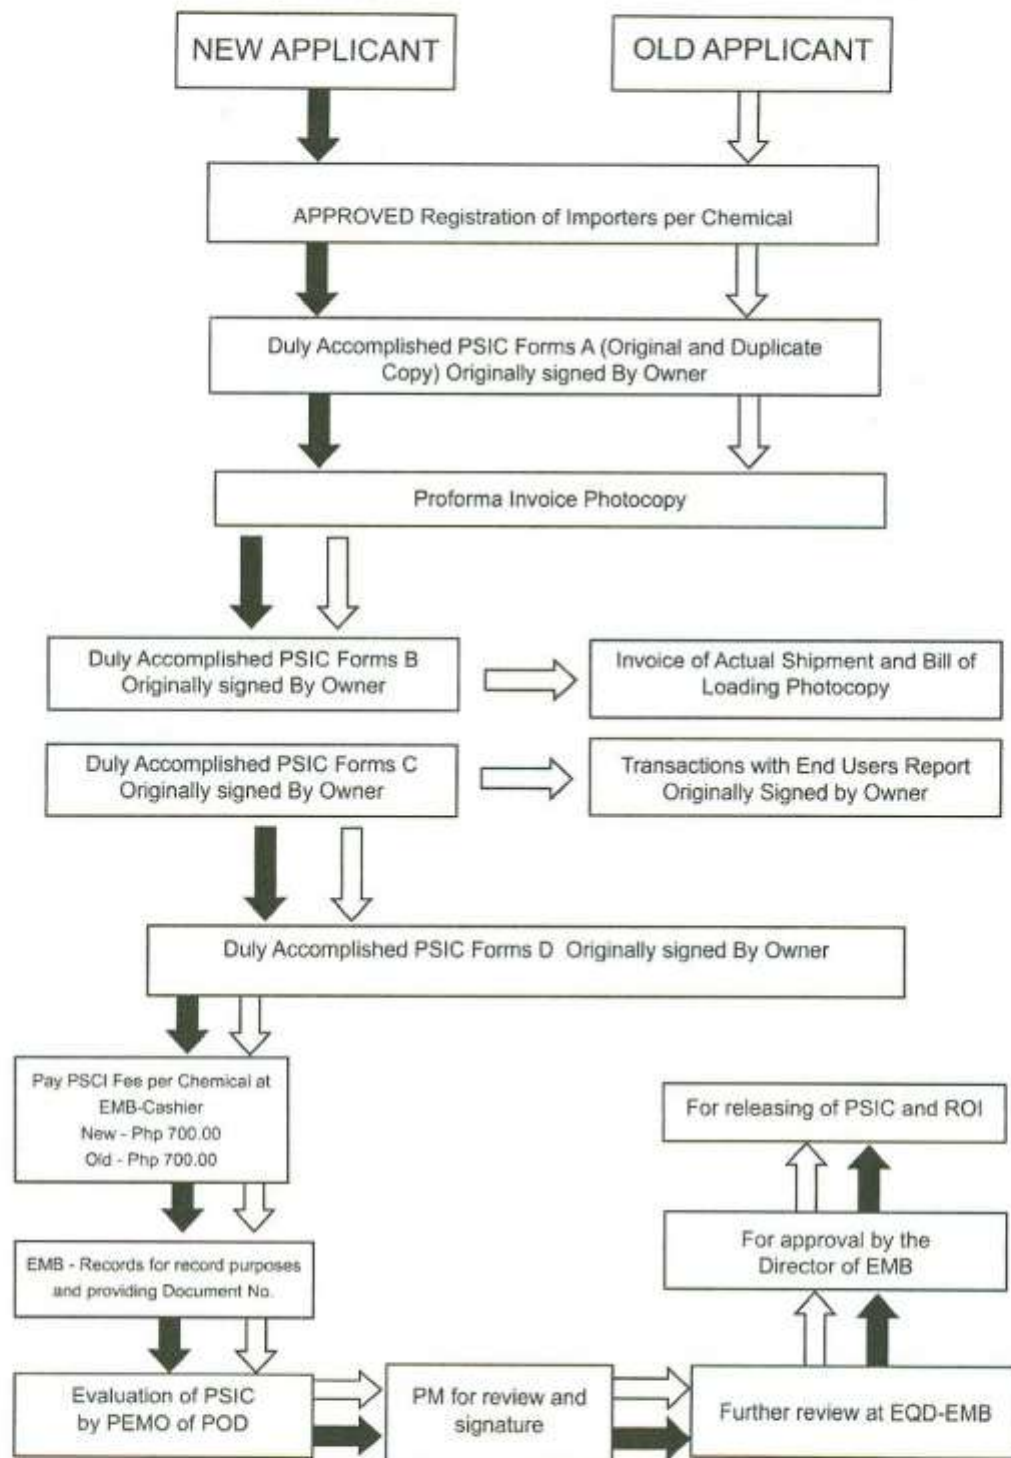 NEW APPLICANT
OLD APPLICANT
APPROVED Registration of Importers per Chemical
Duly Accomplished PSIC Forms A (Original and Duplicate
Copy) Originally signed By Owner
Proforma Invoice Photocopy
Duly Accomplished PSIC Forms B
Originally signed By Owner
Invoice of Actual Shipment and Bill of
Loading Photocopy
Duly Accomplished PSIC Forms C
Originally signed By Owner
Transactions with End Users Report
Originally Signed by Owner
Duly Accomplished PSIC Forms D Originally signed By Owner
Pay PSCI Fee per Chemical at
EMB-Cashier
New - Php 700.00
Old - Php 700.00
For releasing of PSIC and ROI
EMB - Records for record purposes
and providing Document No.
For approval by the
Director of EMB
Evaluation of PSIC
by PEMO of POD
PM for review and
signature
Further review at EQD-EMB